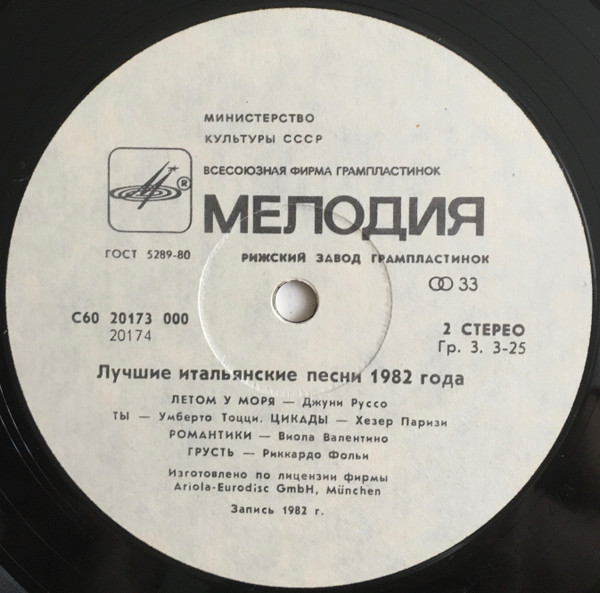 МИНИСТЕРСТВО
КУЛЬТУРЫ СССР
ВСЕСОЮЗНАЯ ФИРМА ГРАМПЛАСТИНОК
®
МЕЛОДИЯ
ГОСТ 5289-80
РИЖСКИЙ ЗАВОД ГРАМПЛАСТИНОК
33
С60 20173 000
20174
2 СТЕРЕО
Гр. 3. 3-25
Лучшие итальянские песни 1982 года
ЛЕТОМ У МОРЯ — Джуни Руссо
ТЫ — Умберто Тоцци. ЦИКАДЫ — Хезер Паризи
РОМАНТИКИ — Виола Валентино
ГРУСТЬ — Риккардо Фольи
Изготовлено по лицензии фирмы
Ariola-Eurodisc GmbH, München
Запись 1982 г.